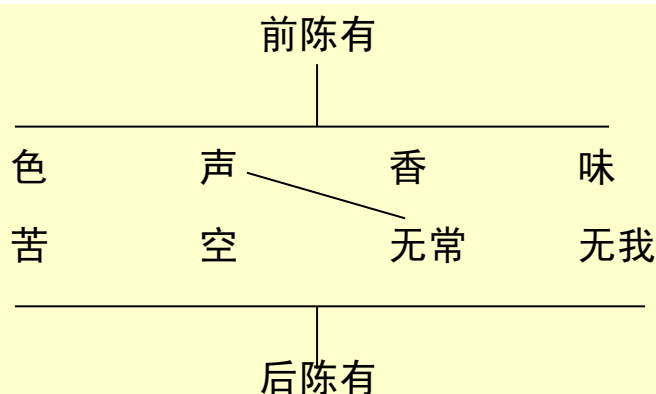 前陈有
色 声 香 味
苦 空 无常 无我
后陈有